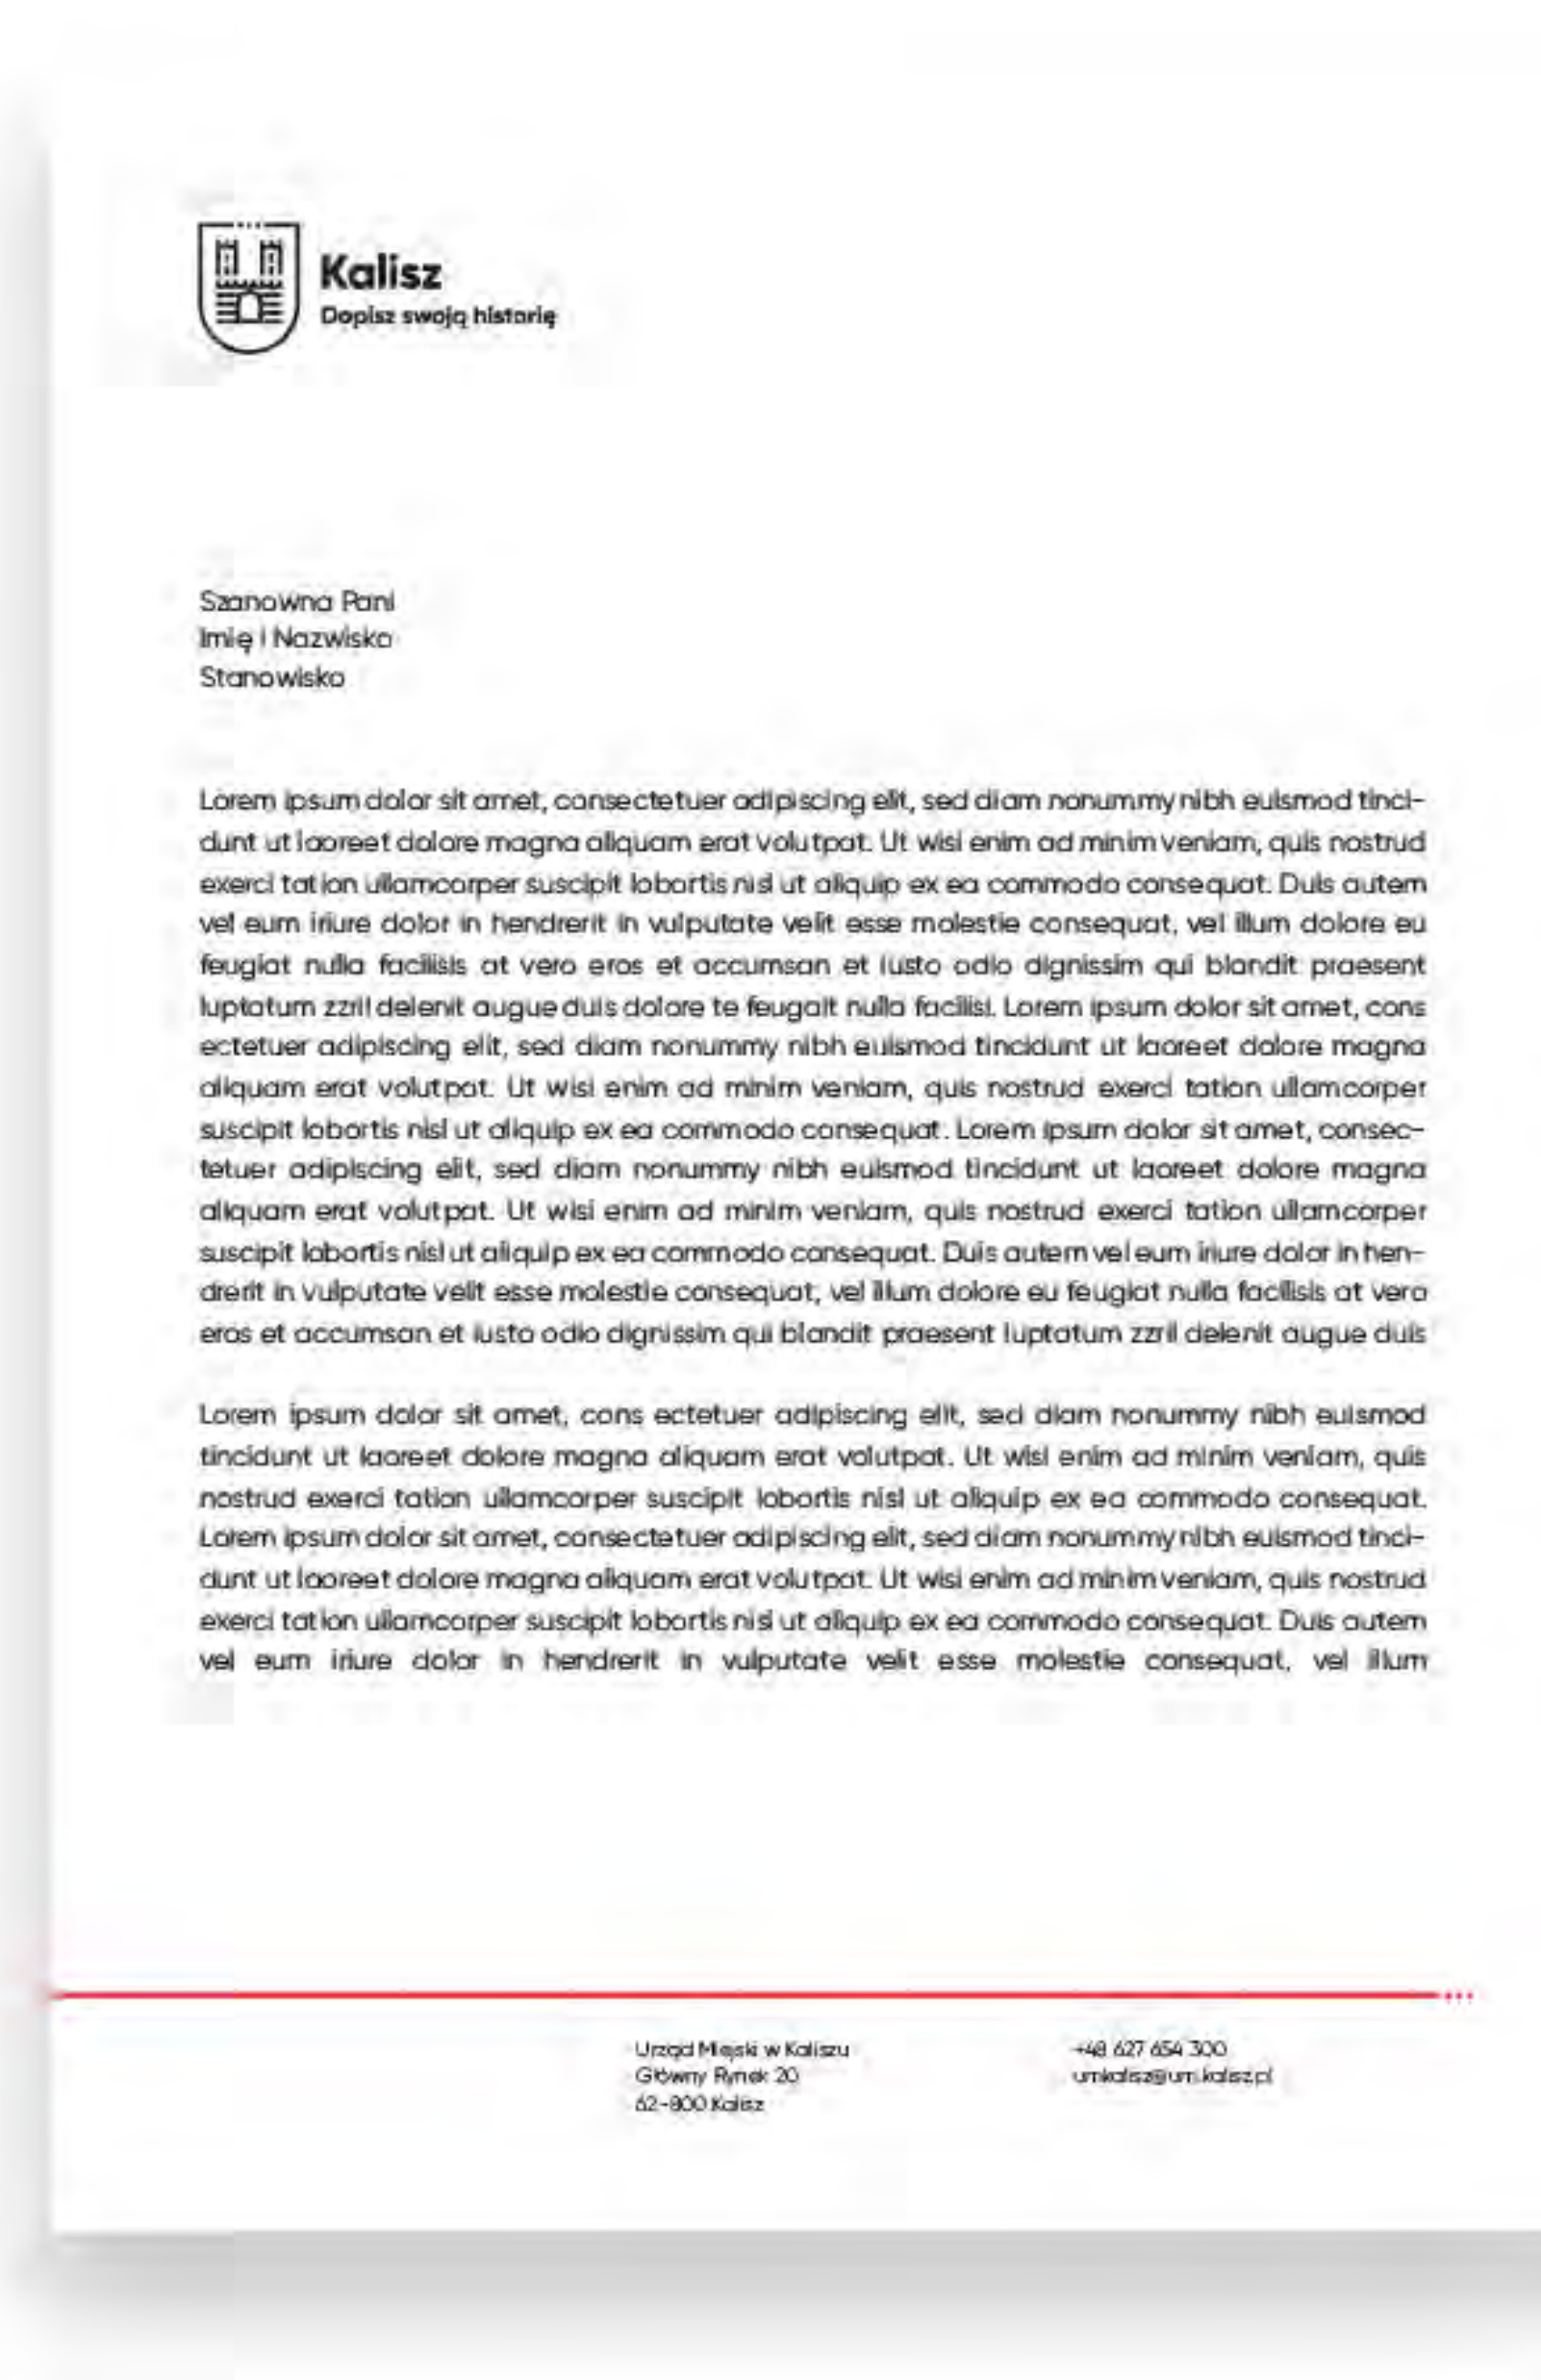 Kalisz
Dopisz swoją historię
Szanowna Pani
Imię i Nazwisko
Stanowisko
Lorem ipsum dolor sit amet, consectetuer adipiscing elit, sed diam nonummy nibh euismod tinci-
dunt ut laoreet dolore magna aliquam erat volutpat. Ut wisi enim ad minim veniam, quis nostrud
exerci tation ullamcorper suscipit lobortis nisl ut aliquip ex ea commodo consequat. Duis autem
vel eum iriure dolor in hendrerit in vulputate velit esse molestie consequat, vel illum dolore eu
feugiat nulla facilisis at vero eros et accumsan et iusto odio dignissim qui blandit praesent
luptatum zzril delenit augue duis dolore te feugait nulla facilisi. Lorem ipsum dolor sit amet, cons
ectetuer adipiscing elit, sed diam nonummy nibh euismod tincidunt ut laoreet dolore magna
aliquam erat volutpat. Ut wisi enim ad minim veniam, quis nostrud exerci tation ullamcorper
suscipit lobortis nisl ut aliquip ex ea commodo consequat. Lorem ipsum dolor sit amet, consec-
tetuer adipiscing elit, sed diam nonummy nibh euismod tincidunt ut laoreet dolore magna
aliquam erat volutpat. Ut wisi enim ad minim veniam, quis nostrud exerci tation ullamcorper
suscipit lobortis nisl ut aliquip ex ea commodo consequat. Duis autem vel eum iriure dolor in hen-
drerit in vulputate velit esse molestie consequat, vel illum dolore eu feugiat nulla facilisis at vero
eros et accumsan et iusto odio dignissim qui blandit praesent luptatum zzril delenit augue duis
Lorem ipsum dolor sit amet, cons ectetuer adipiscing elit, sed diam nonummy nibh euismod
tincidunt ut laoreet dolore magna aliquam erat volutpat. Ut wisi enim ad minim veniam, quis
nostrud exerci tation ullamcorper suscipit lobortis nisl ut aliquip ex ea commodo consequat.
Lorem ipsum dolor sit amet, consectetuer adipiscing elit, sed diam nonummy nibh euismod tinci-
dunt ut laoreet dolore magna aliquam erat volutpat. Ut wisi enim ad minim veniam, quis nostrud
exerci tation ullamcorper suscipit lobortis nisl ut aliquip ex ea commodo consequat. Duis autem
vel eum iriure dolor in hendrerit in vulputate velit esse molestie consequat, vel illum
Urząd Miejski w Kaliszu
Główny Rynek 20
62-800 Kalisz
+48 627 654 300
umkalisz@um.kalisz.pl